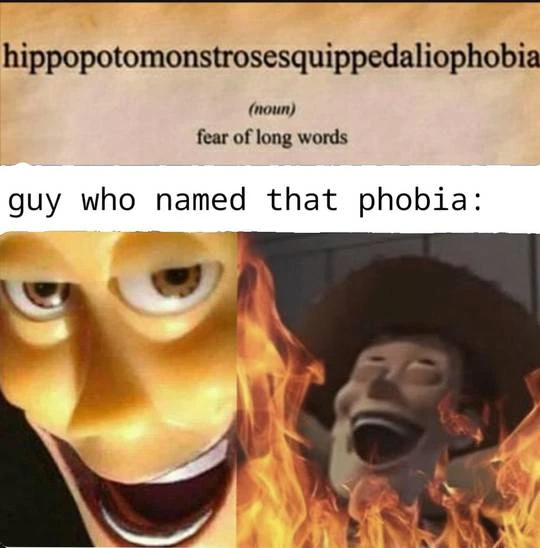 hippopotomonstrosesquippedaliophobia
(noun)
fear of long words
guy who named that phobia: